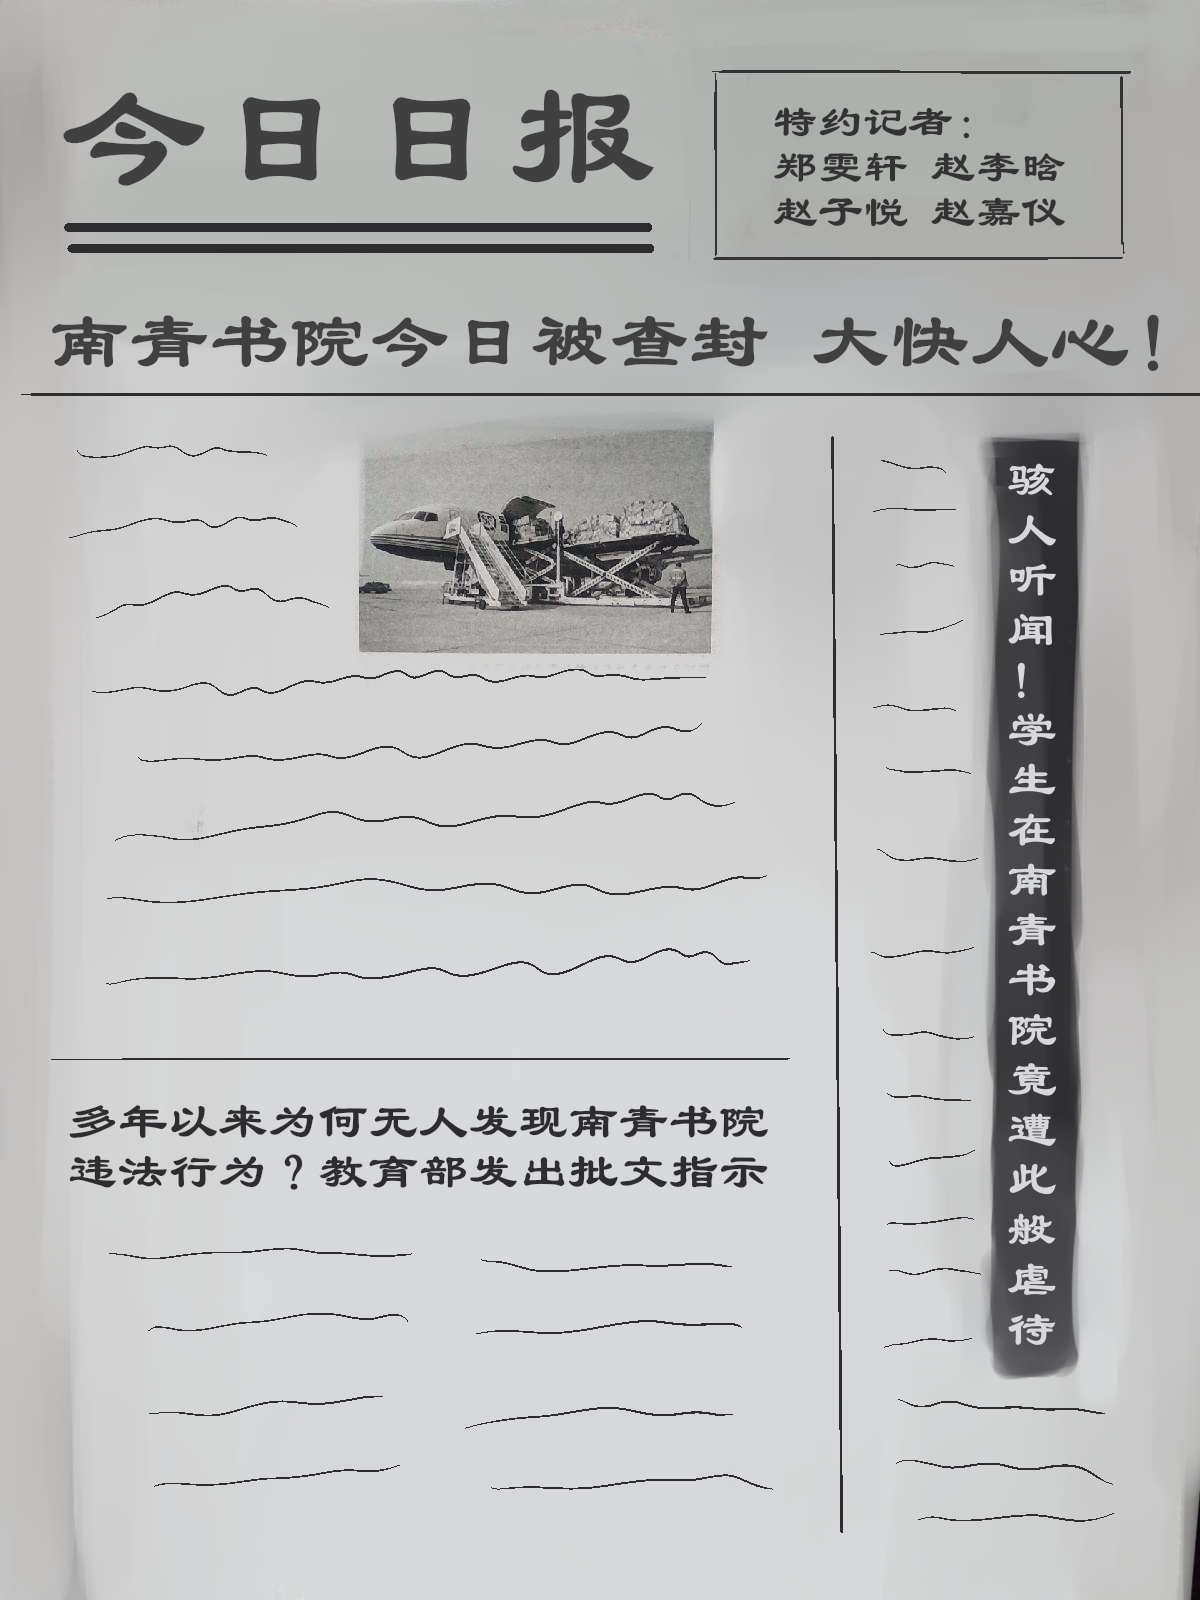 今日日报
特约记者：
郑雯轩 赵李晗
赵子悦 赵嘉仪
南青书院今日被查封 大快人心！
骇人听闻！学生在南青书院竟遭此般虐待
多年以来为何无人发现南青书院
违法行为？教育部发出批文指示